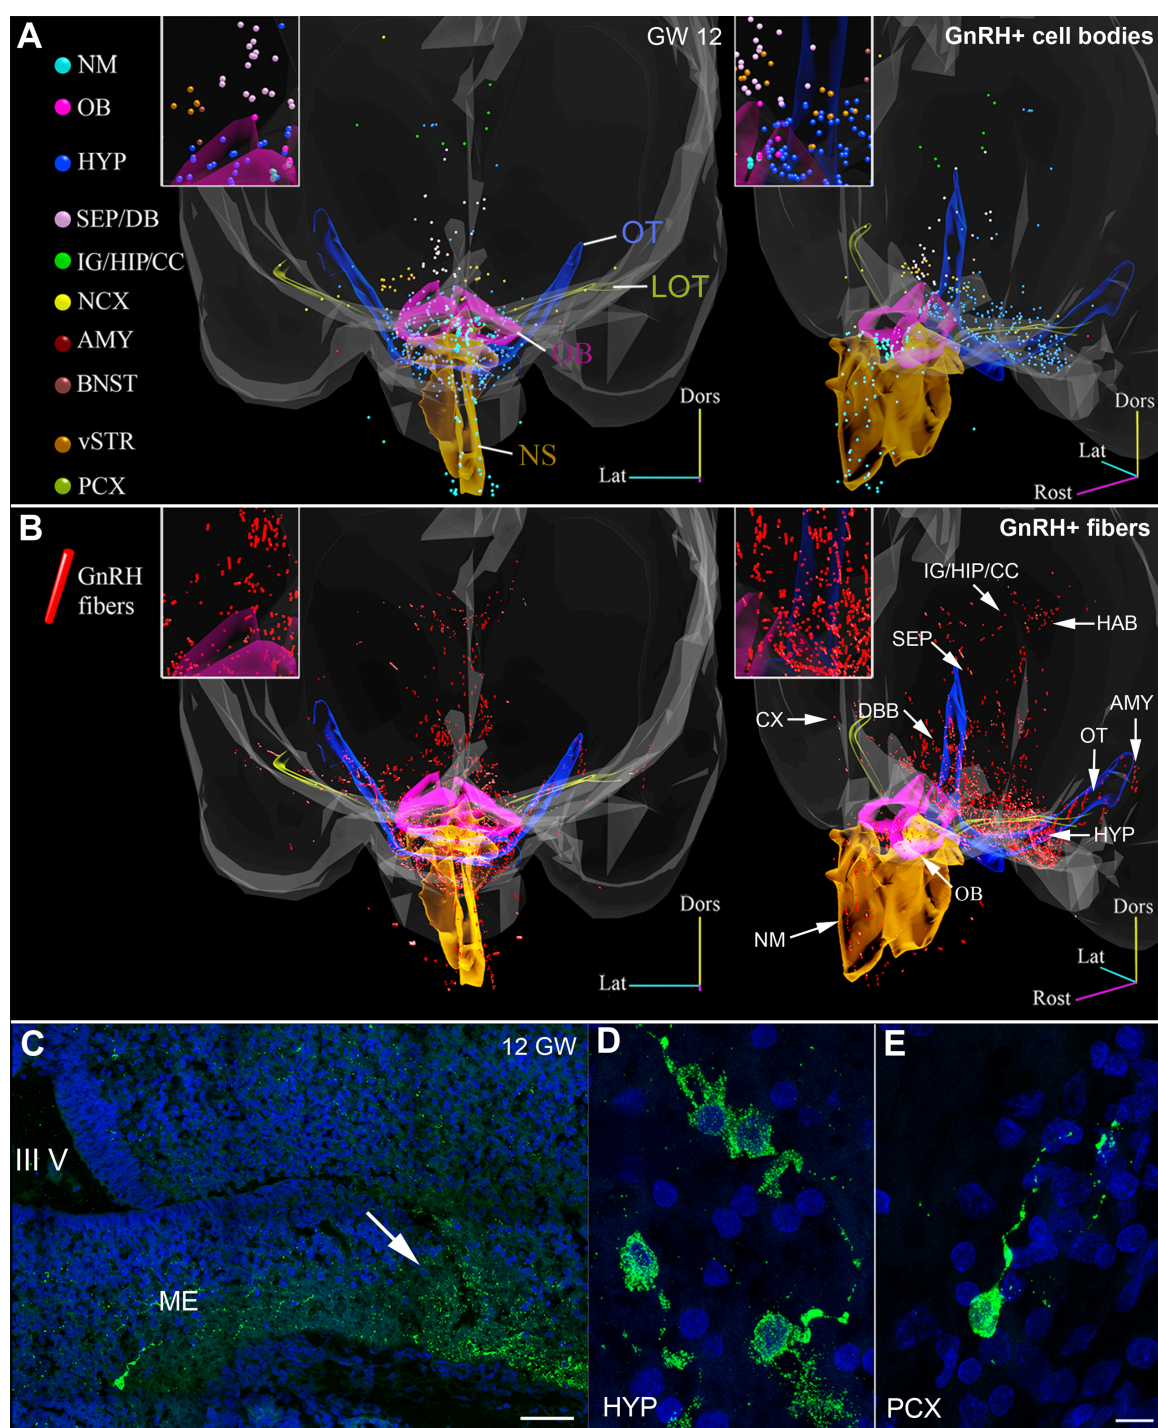 A
GW 12
GnRH+ cell bodies
NM
OB
HYP
SEP/DB
IG/HIP/CC
NCX
AMY
BNST
vSTR
PCX
OT
LOT
OB
NS
Dors
Lat
Dors
Lat
Rost
B
GnRH+ fibers
GnRH
fibers
IG/HIP/CC
HAB
SEP
AMY
CX
DBB
OT
HYP
OB
NM
Dors
Lat
Dors
Lat
Rost
C
12 GW
III V
ME
D
HYP
E
PCX